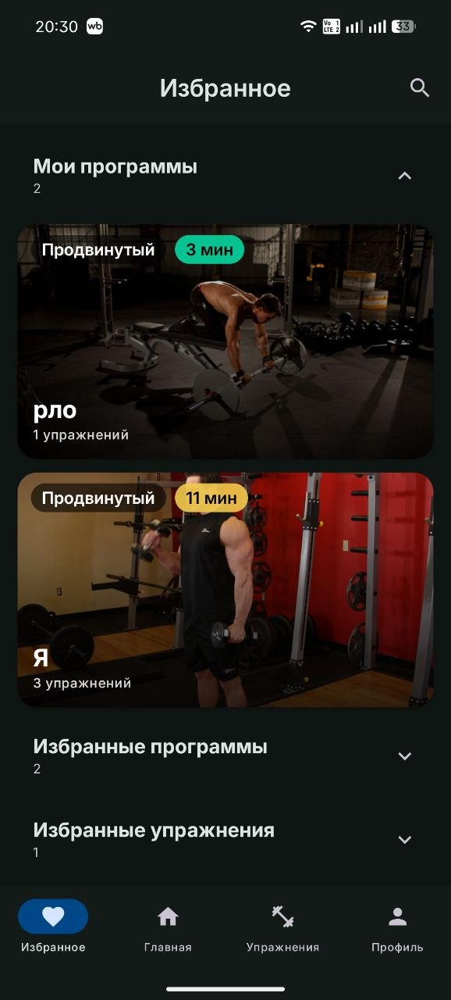 20:30 wb Vo 1 LTE 2 33
Избранное
Мои программы
2
Продвинутый 3 мин
рло
1 упражнений
Продвинутый 11 мин
Я
3 упражнений
Избранные программы
2
Избранные упражнения
1
Избранное Главная Упражнения Профиль